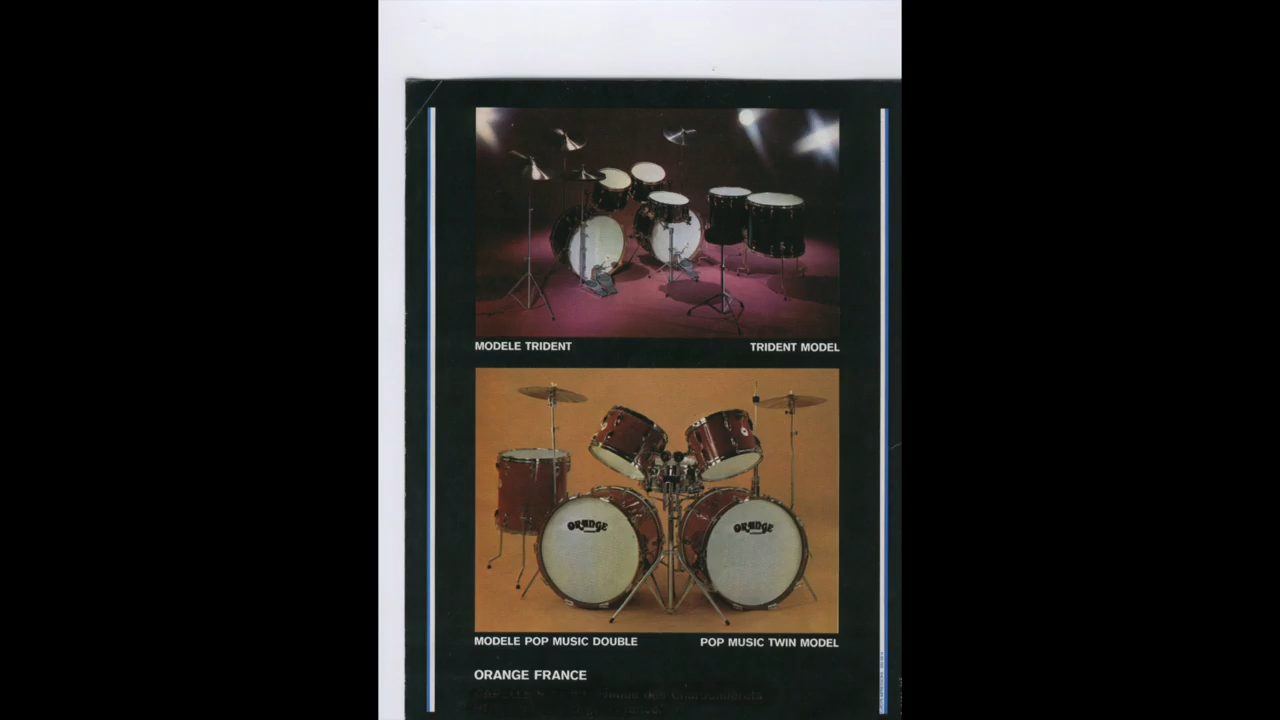 MODELE TRIDENT TRIDENT MODEL
ORANGE ORANGE
MODELE POP MUSIC DOUBLE POP MUSIC TWIN MODEL
ORANGE FRANCE